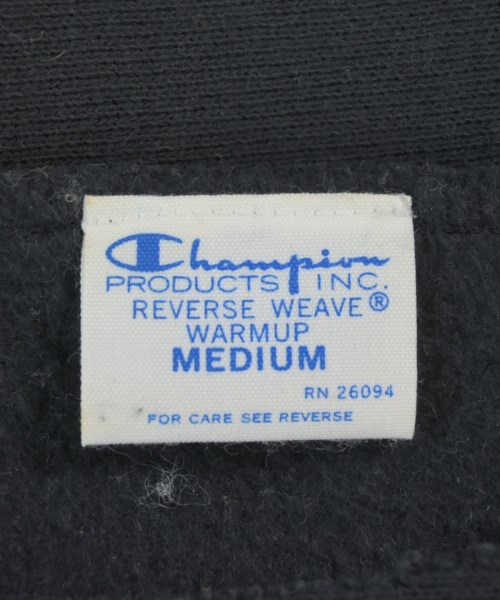 Champion
PRODUCTS INC.
REVERSE WEAVE®
WARMUP
MEDIUM
RN 26094
FOR CARE SEE REVERSE